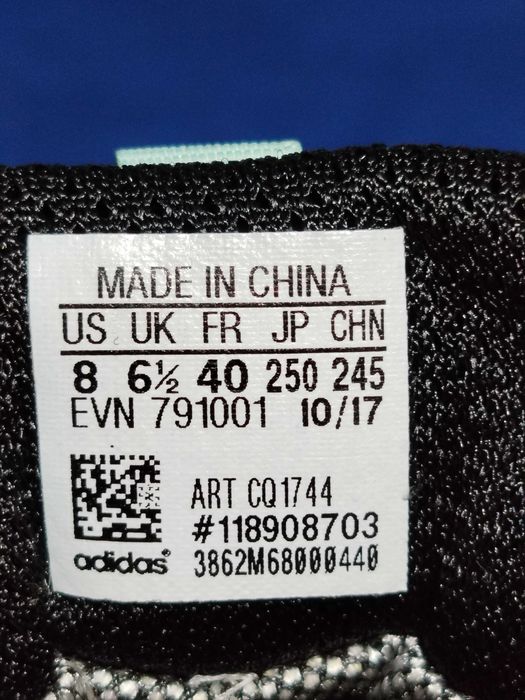 MADE IN CHINA
US UK FR JP CHN
8 6½ 40 250 245
EVN 791001 10/17
ART CQ1744
#118908703
adidas® 3862M68000440